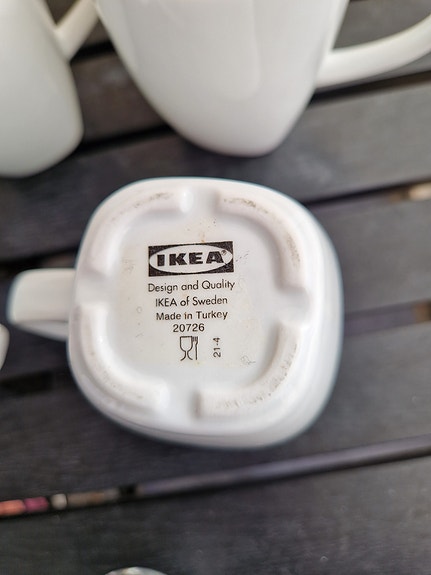 IKEA
Design and Quality
IKEA of Sweden
Made in Turkey
20726
21-4